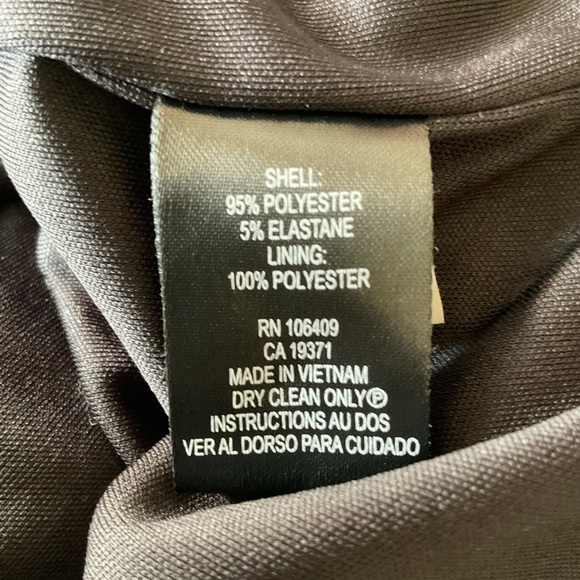 SHELL:
95% POLYESTER
5% ELASTANE
LINING:
100% POLYESTER
RN 106409
CA 19371
MADE IN VIETNAM
DRY CLEAN ONLY Ⓟ
INSTRUCTIONS AU DOS
VER AL DORSO PARA CUIDADO